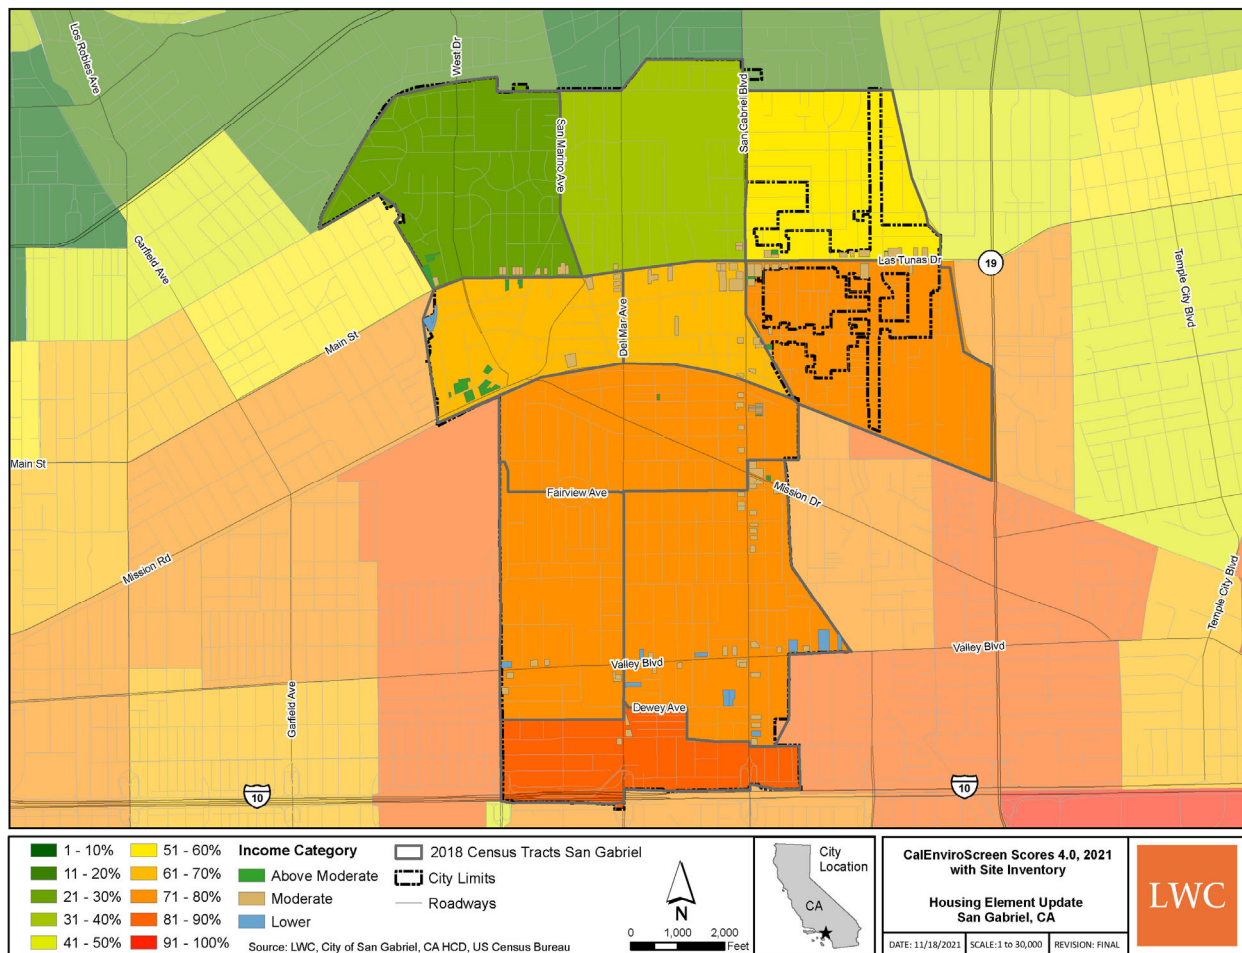 Los Robles Ave
West Dr
San Marino Ave
San Gabriel Blvd
Garfield Ave
Las Tunas Dr
19
Temple City Blvd
Main St
Del Mar Ave
Main St
Fairview Ave
Mission Dr
Mission Rd
Temple City Blvd
Valley Blvd
Valley Blvd
Garfield Ave
Dewey Ave
10
10
1 - 10%
11 - 20%
21 - 30%
31 - 40%
41 - 50%
51 - 60%
61 - 70%
71 - 80%
81 - 90%
91 - 100%
Income Category
Above Moderate
Moderate
Lower
2018 Census Tracts San Gabriel
City Limits
Roadways
Source: LWC, City of San Gabriel, CA HCD, US Census Bureau
N
0 1,000 2,000
Feet
City
Location
CA
CalEnviroScreen Scores 4.0, 2021
with Site Inventory
Housing Element Update
San Gabriel, CA
DATE: 11/18/2021 SCALE:1 to 30,000 REVISION: FINAL
LWC